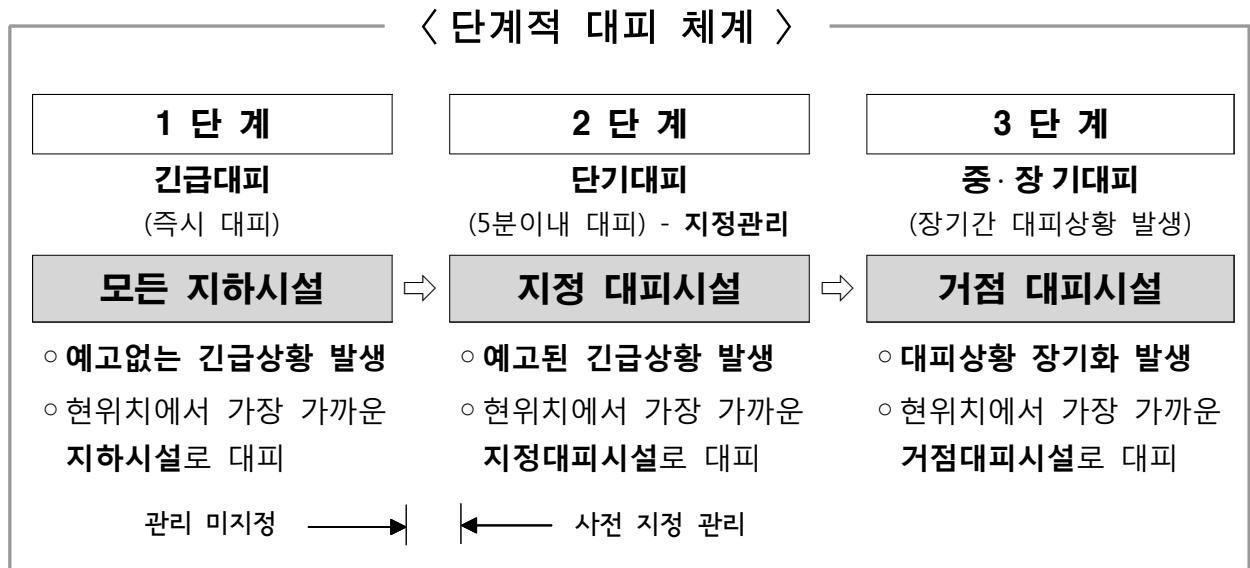 〈 단계적 대피 체계 〉
1 단 계
긴급대피
(즉시 대피)
모든 지하시설
○ 예고없는 긴급상황 발생
○ 현위치에서 가장 가까운
지하시설로 대피
⇨
2 단 계
단기대피
(5분이내 대피) - 지정관리
지정 대피시설
○ 예고된 긴급상황 발생
○ 현위치에서 가장 가까운
지정대피시설로 대피
⇨
3 단 계
중·장 기대피
(장기간 대피상황 발생)
거점 대피시설
○ 대피상황 장기화 발생
○ 현위치에서 가장 가까운
거점대피시설로 대피
관리 미지정
사전 지정 관리